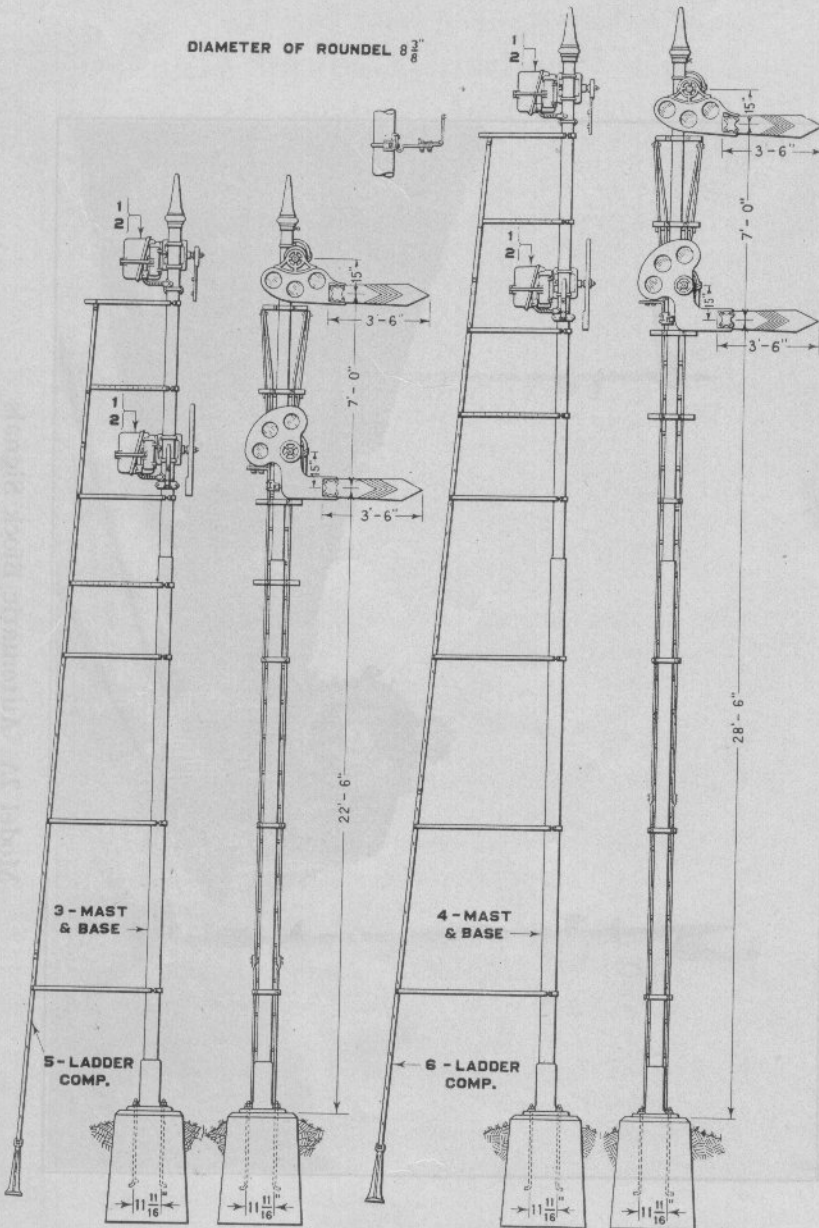 DIAMETER OF ROUNDEL 8 3/8"
1
2
15"
3'-6"
7'-0"
1
2
15"
3'-6"
22'-6"
3-MAST
& BASE
5-LADDER
COMP.
11 11/16"
11 11/16"
1
2
15"
3'-6"
7'-0"
1
2
15"
3'-6"
28'-6"
4-MAST
& BASE
6-LADDER
COMP.
11 11/16"
11 11/16"